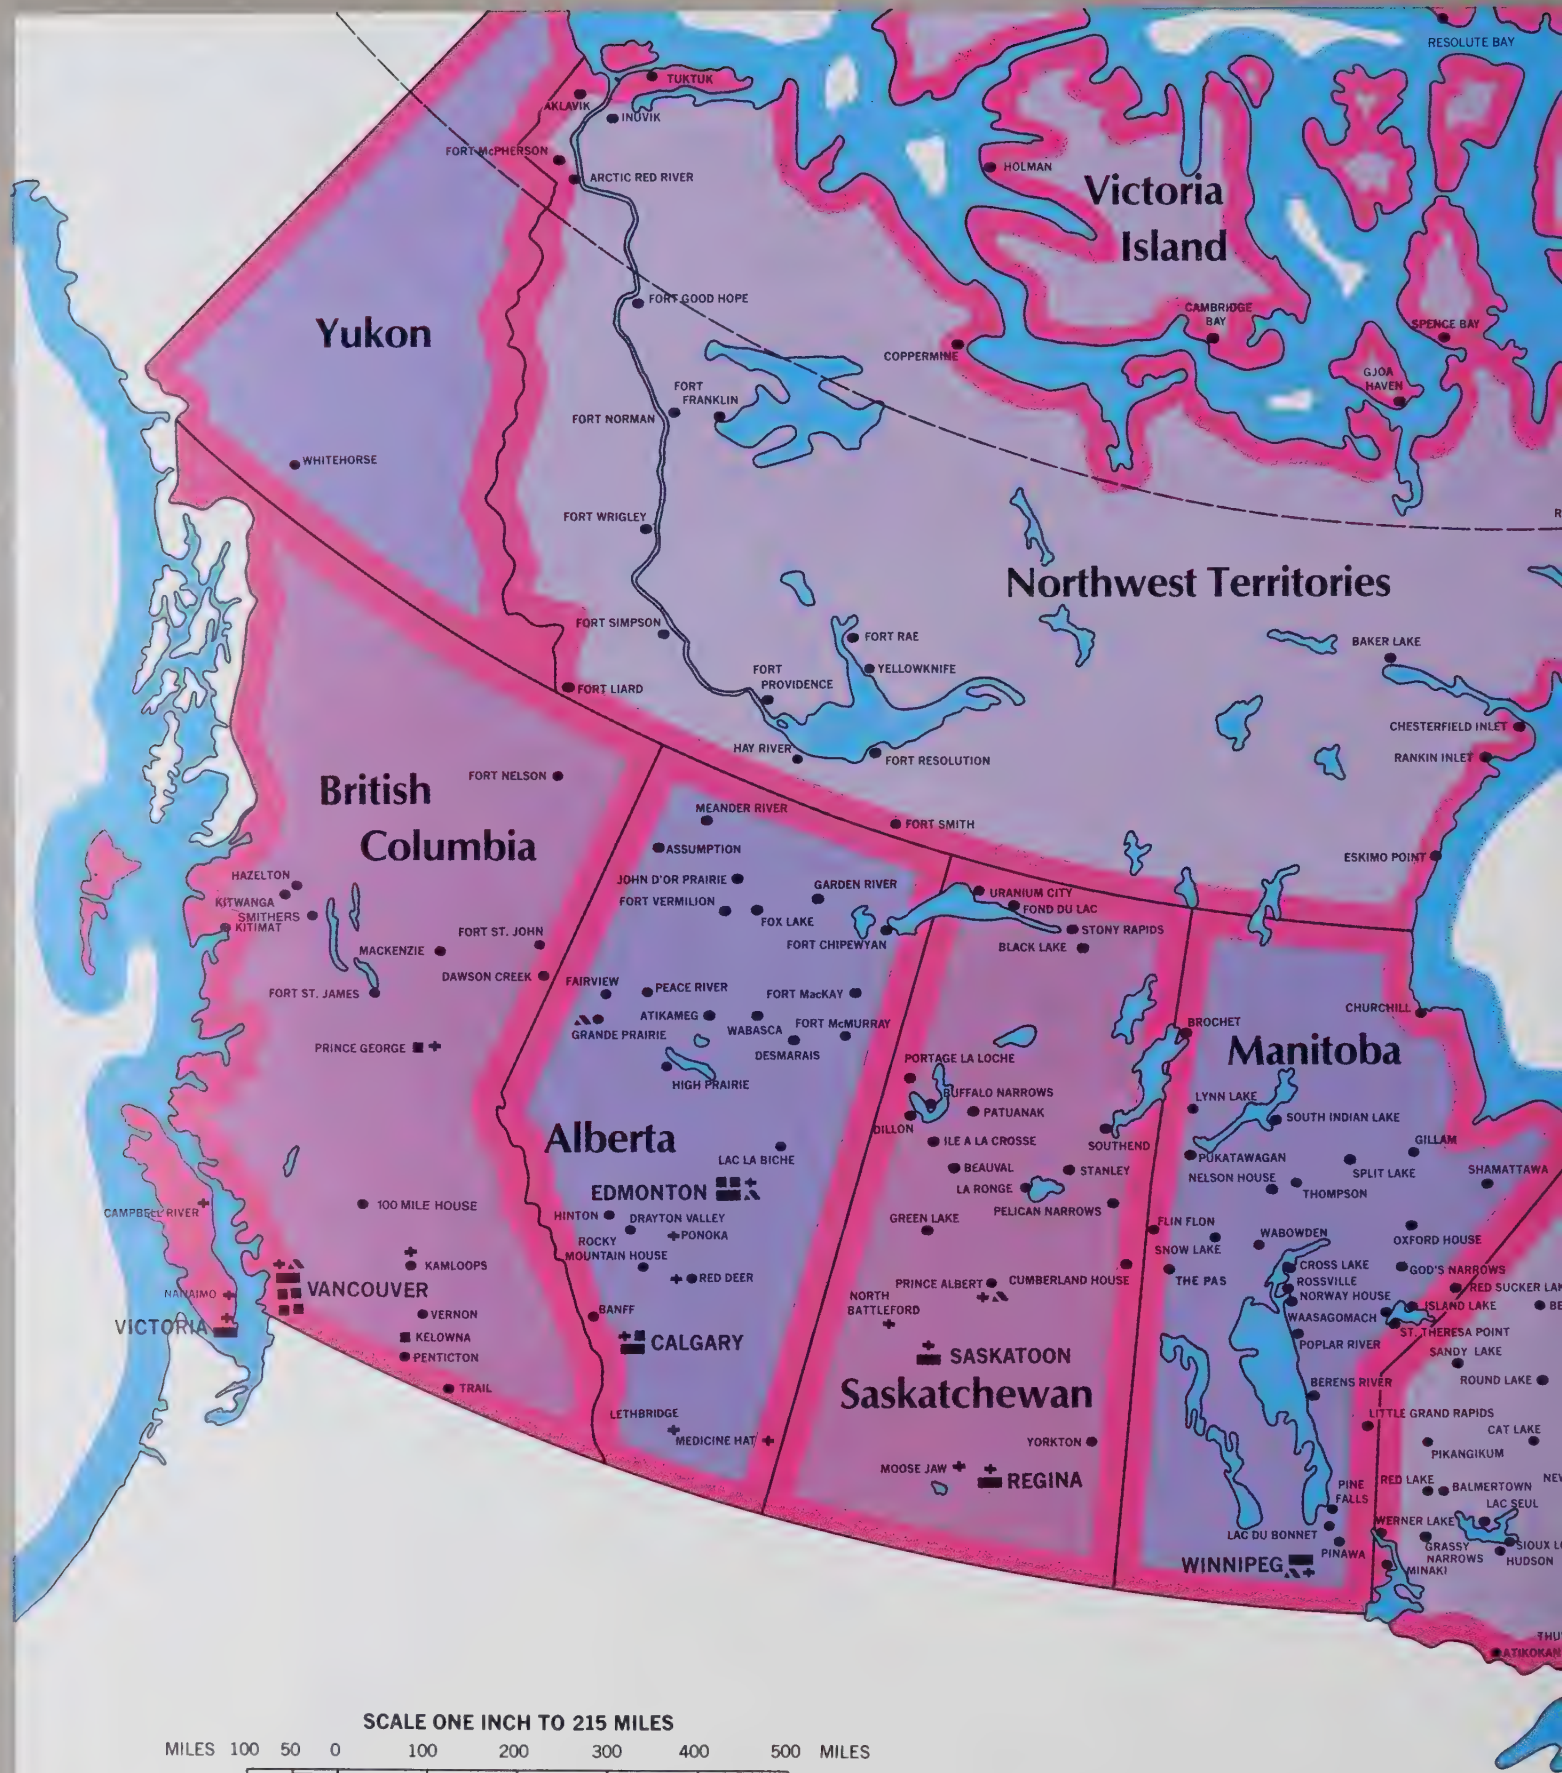 RESOLUTE BAY
TUKTUK
AKLAVIK
INUVIK
FORT McPHERSON
ARCTIC RED RIVER
HOLMAN
Victoria
Island
FORT GOOD HOPE
CAMBRIDGE
BAY
SPENCE BAY
Yukon
COPPERMINE
GJOA
HAVEN
FORT
FRANKLIN
FORT NORMAN
WHITEHORSE
FORT WRIGLEY
R
Northwest Territories
FORT SIMPSON
FORT RAE
BAKER LAKE
YELLOWKNIFE
FORT
PROVIDENCE
FORT LIARD
CHESTERFIELD INLET
HAY RIVER
FORT RESOLUTION
RANKIN INLET
FORT NELSON
British
Columbia
MEANDER RIVER
FORT SMITH
ASSUMPTION
ESKIMO POINT
HAZELTON
JOHN D'OR PRAIRIE
GARDEN RIVER
URANIUM CITY
KITWANGA
FORT VERMILION
FOND DU LAC
SMITHERS
FOX LAKE
KITIMAT
FORT ST. JOHN
FORT CHIPEWYAN
STONY RAPIDS
MACKENZIE
BLACK LAKE
DAWSON CREEK
FAIRVIEW
PEACE RIVER
FORT MacKAY
FORT ST. JAMES
CHURCHILL
ATIKAMEG
WABASCA
FORT McMURRAY
BROCHET
GRANDE PRAIRIE
DESMARAIS
PRINCE GEORGE
Manitoba
PORTAGE LA LOCHE
HIGH PRAIRIE
BUFFALO NARROWS
LYNN LAKE
PATUANAK
SOUTH INDIAN LAKE
DILLON
Alberta
ILE A LA CROSSE
SOUTHEND
GILLAM
LAC LA BICHE
PUKATAWAGAN
BEAUVAL
STANLEY
NELSON HOUSE
SPLIT LAKE
SHAMATTAWA
EDMONTON
LA RONGE
THOMPSON
100 MILE HOUSE
PELICAN NARROWS
CAMPBELL RIVER
HINTON
DRAYTON VALLEY
GREEN LAKE
FLIN FLON
PONOKA
WABOWDEN
OXFORD HOUSE
ROCKY
MOUNTAIN HOUSE
SNOW LAKE
KAMLOOPS
CROSS LAKE
GOD'S NARROWS
RED DEER
PRINCE ALBERT
CUMBERLAND HOUSE
THE PAS
ROSSVILLE
RED SUCKER LAK
VANCOUVER
NANAIMO
NORTH
BATTLEFORD
NORWAY HOUSE
ISLAND LAKE
BE
VERNON
BANFF
WAASAGOMACH
VICTORIA
KELOWNA
CALGARY
ST. THERESA POINT
POPLAR RIVER
PENTICTON
SASKATOON
SANDY LAKE
TRAIL
Saskatchewan
BERENS RIVER
ROUND LAKE
LETHBRIDGE
LITTLE GRAND RAPIDS
MEDICINE HAT
YORKTON
CAT LAKE
PIKANGIKUM
MOOSE JAW
REGINA
RED LAKE
NEW
PINE
FALLS
BALMERTOWN
LAC SEUL
WERNER LAKE
LAC DU BONNET
GRASSY
NARROWS
SIOUX LO
PINAWA
HUDSON
WINNIPEG
MINAKI
THU
ATIKOKAN
SCALE ONE INCH TO 215 MILES
MILES 100 50 0 100 200 300 400 500 MILES